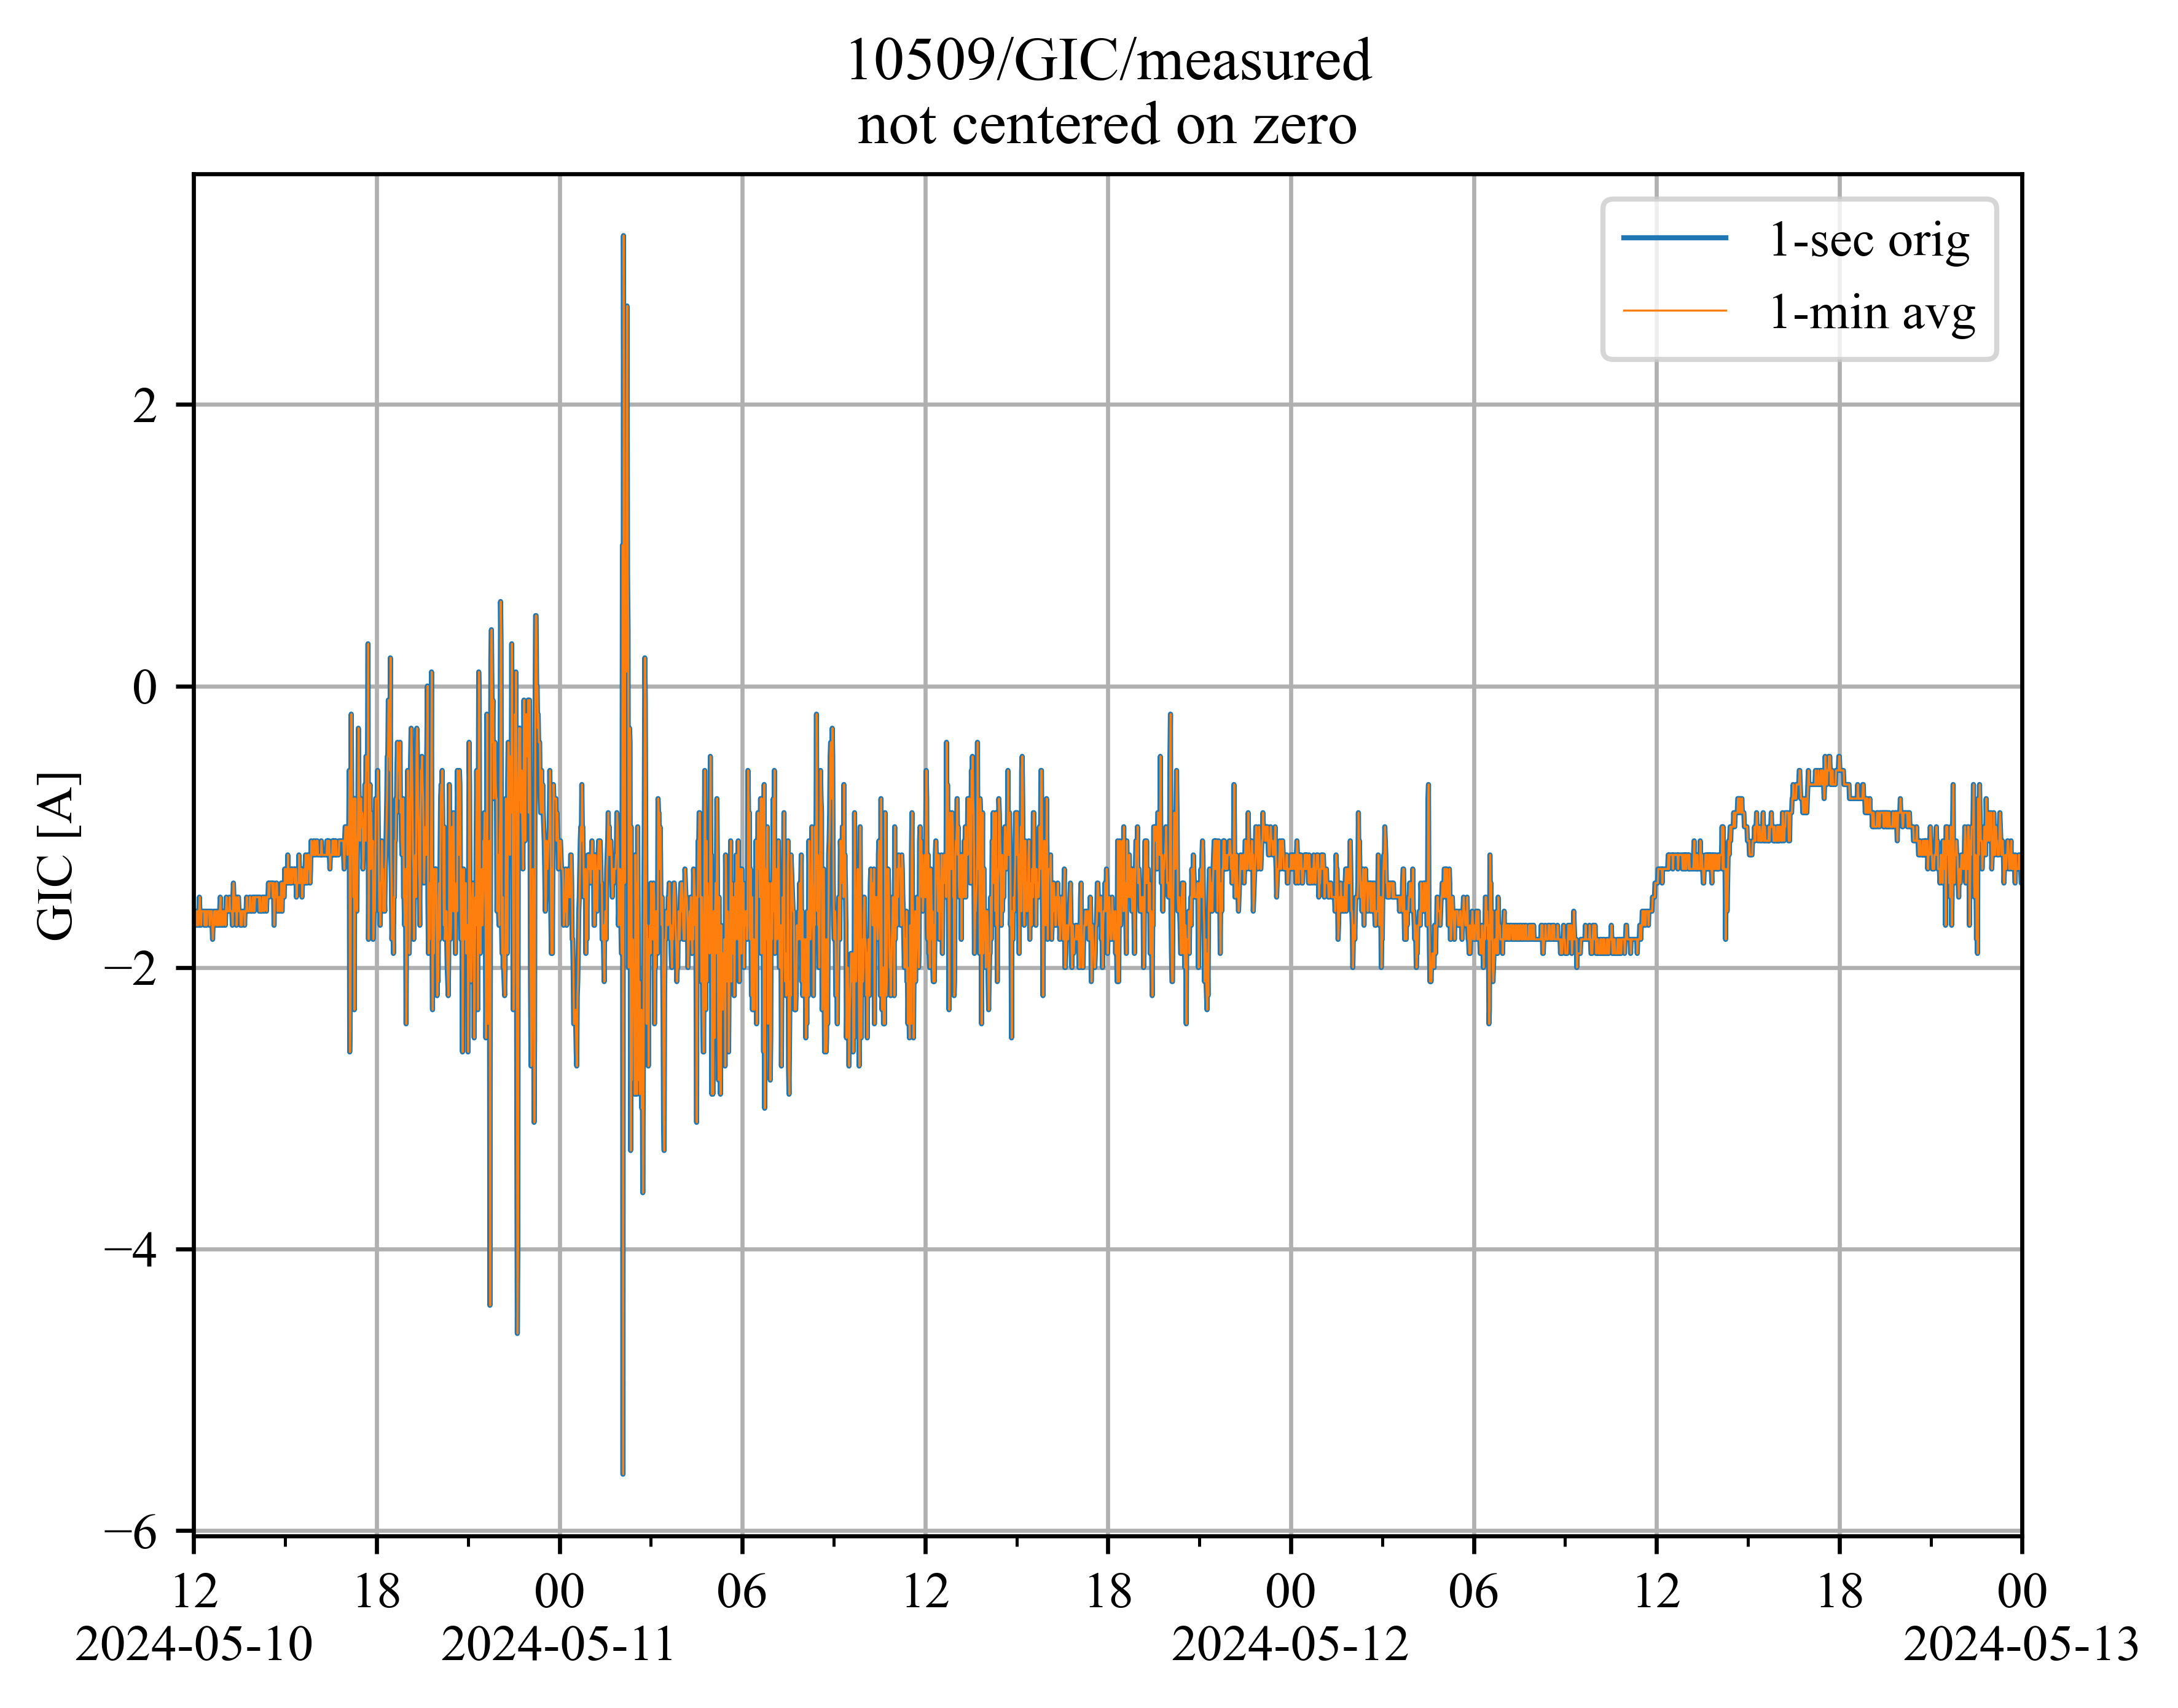 10509/GIC/measured
not centered on zero
1-sec orig
1-min avg
GIC [A]
2
0
−2
−4
−6
12 18 00 06 12 18 00 06 12 18 00
2024-05-10 2024-05-11 2024-05-12 2024-05-13